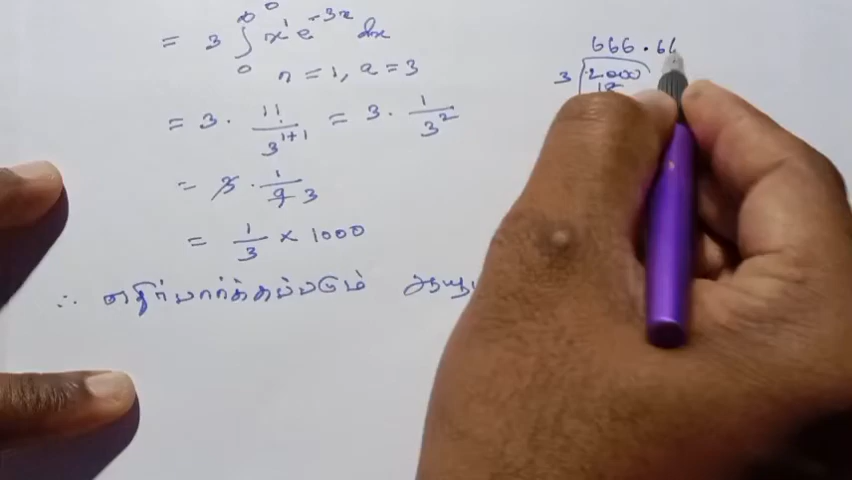 = 3 ∫₀^∞ x¹ e^{-3x} dx
n = 1, a = 3
= 3 · 1!/3^{1+1} = 3 · 1/3²
= 3 · 1/9 3
= 1/3 × 1000
∴ எதிர்பார்க்கப்படும்
666.66
3 2000
18